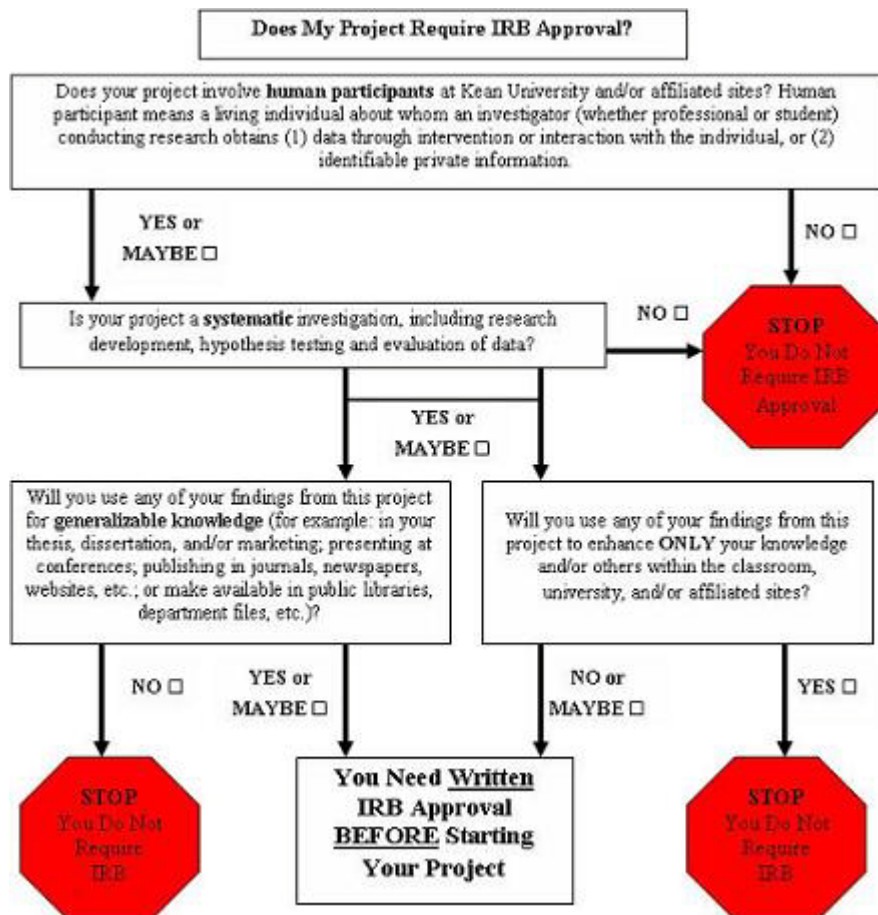 Does My Project Require IRB Approval?
Does your project involve human participants at Kean University and/or affiliated sites? Human
participant means a living individual about whom an investigator (whether professional or student)
conducting research obtains (1) data through intervention or interaction with the individual, or (2)
identifiable private information.
YES or
MAYBE □
NO □
Is your project a systematic investigation, including research
development, hypothesis testing and evaluation of data?
NO □
STOP
You Do Not
Require IRB
Approval
YES or
MAYBE □
Will you use any of your findings from this project
for generalizable knowledge (for example: in your
thesis, dissertation, and/or marketing; presenting at
conferences; publishing in journals, newspapers,
websites, etc.; or make available in public libraries,
department files, etc.)?
Will you use any of your findings from this
project to enhance ONLY your knowledge
and/or others within the classroom,
university, and/or affiliated sites?
NO □
YES or
MAYBE □
NO or
MAYBE □
YES □
STOP
You Do Not
Require
IRB
You Need Written
IRB Approval
BEFORE Starting
Your Project
STOP
You Do Not
Require
IRB